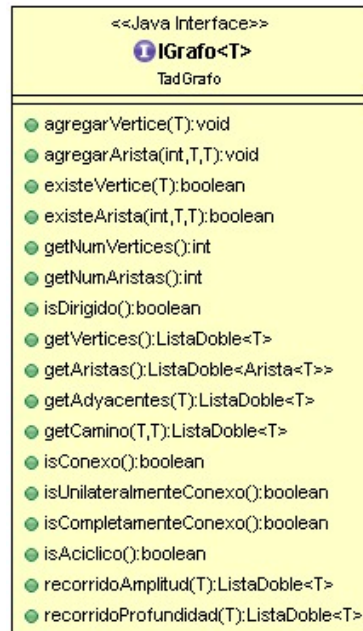 <<Java Interface>>
I IGrafo<T>
TadGrafo
agregarVertice(T):void
agregarArista(int,T,T):void
existeVertice(T):boolean
existeArista(int,T,T):boolean
getNumVertices():int
getNumAristas():int
isDirigido():boolean
getVertices():ListaDoble<T>
getAristas():ListaDoble<Arista<T>>
getAdyacentes(T):ListaDoble<T>
getCamino(T,T):ListaDoble<T>
isConexo():boolean
isUnilateralmenteConexo():boolean
isCompletamenteConexo():boolean
isAciclico():boolean
recorridoAmplitud(T):ListaDoble<T>
recorridoProfundidad(T):ListaDoble<T>